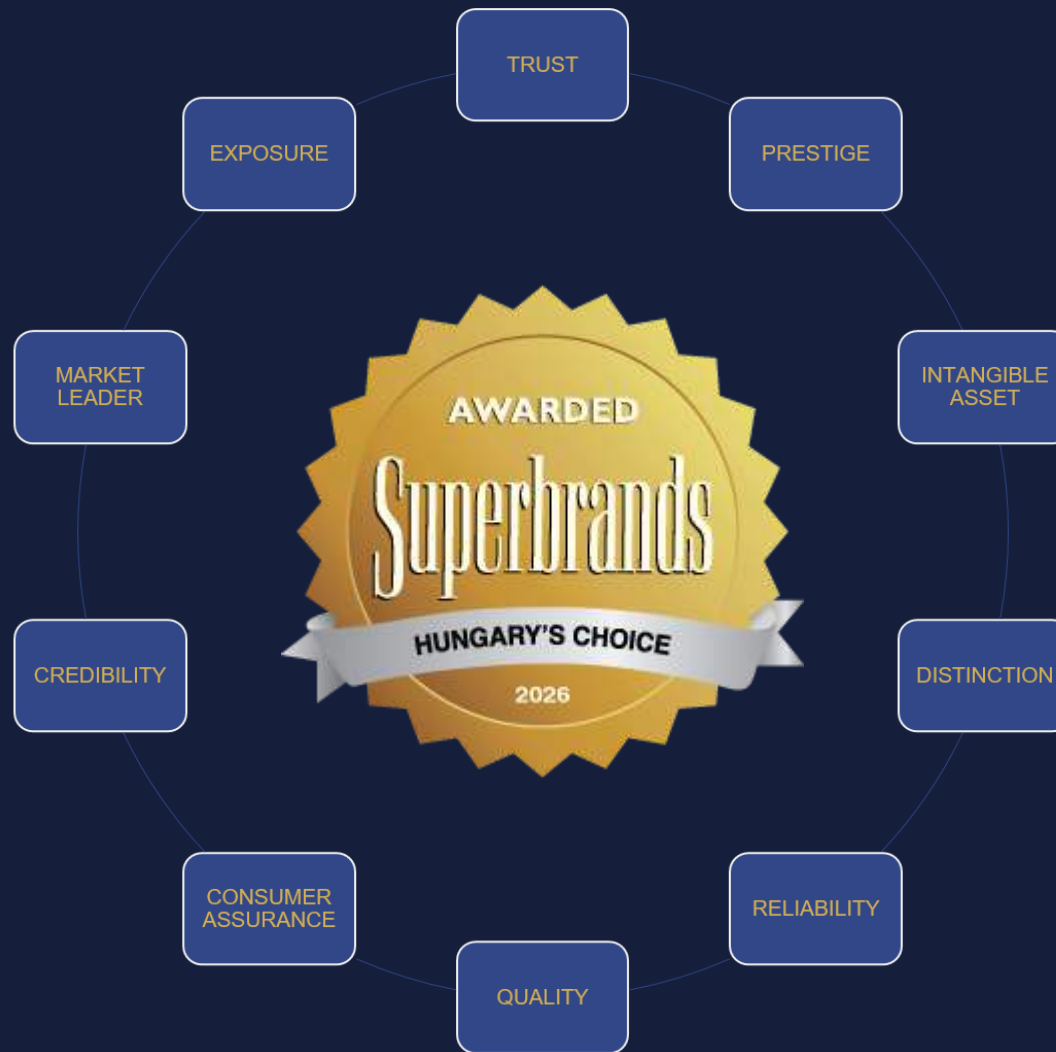 TRUST
PRESTIGE
INTANGIBLE
ASSET
DISTINCTION
RELIABILITY
QUALITY
CONSUMER
ASSURANCE
CREDIBILITY
MARKET
LEADER
EXPOSURE
AWARDED
Superbrands
HUNGARY'S CHOICE
2026